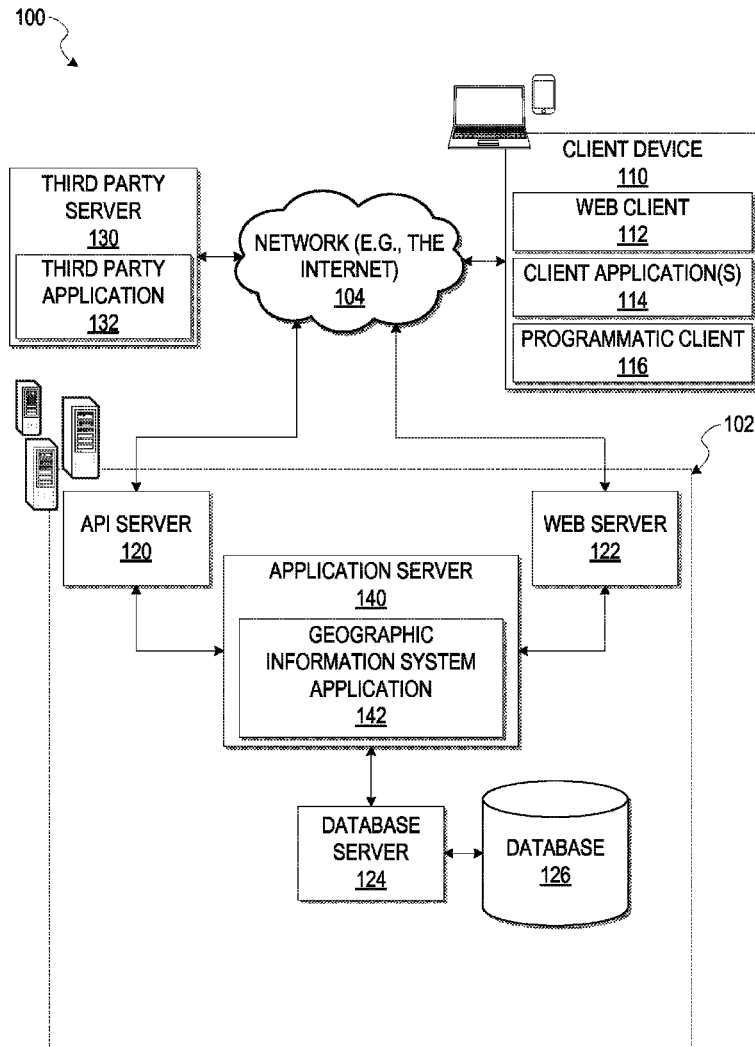 100
THIRD PARTY
SERVER
130
THIRD PARTY
APPLICATION
132
NETWORK (E.G., THE
INTERNET)
104
CLIENT DEVICE
110
WEB CLIENT
112
CLIENT APPLICATION(S)
114
PROGRAMMATIC CLIENT
116
102
API SERVER
120
WEB SERVER
122
APPLICATION SERVER
140
GEOGRAPHIC
INFORMATION SYSTEM
APPLICATION
142
DATABASE
SERVER
124
DATABASE
126